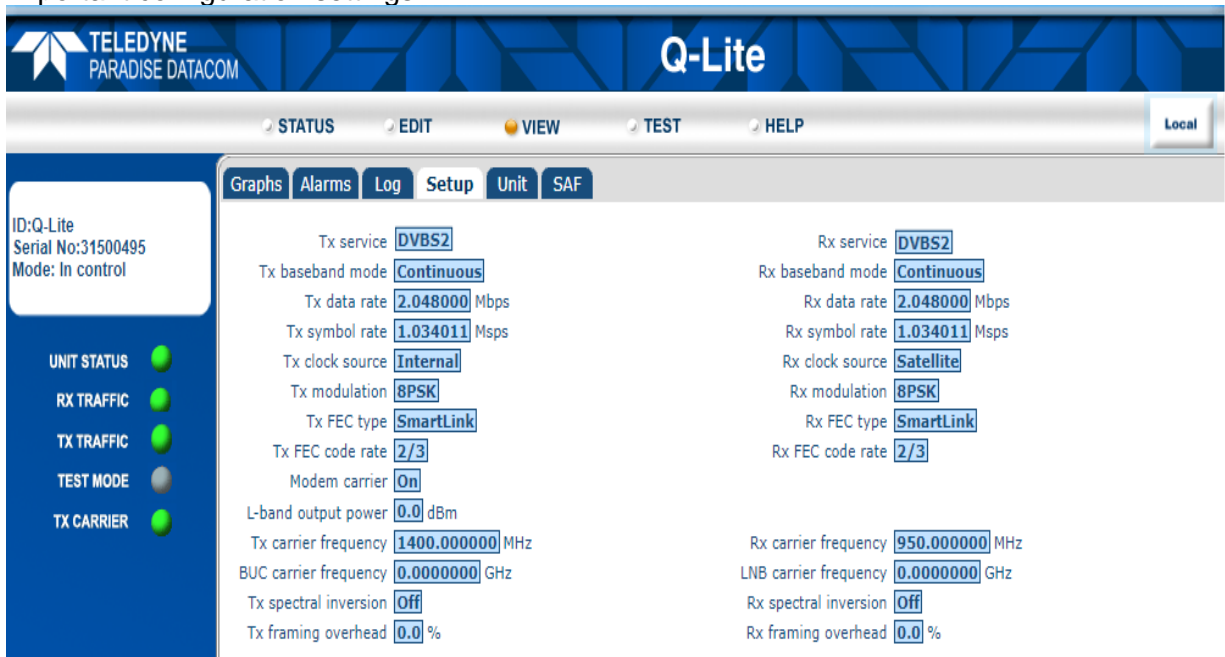 TELEDYNE
PARADISE DATACOM
Q-Lite
STATUS EDIT VIEW TEST HELP
Local
Graphs Alarms Log Setup Unit SAF
ID:Q-Lite
Serial No:31500495
Mode: In control
UNIT STATUS
RX TRAFFIC
TX TRAFFIC
TEST MODE
TX CARRIER
Tx service DVBS2
Tx baseband mode Continuous
Tx data rate 2.048000 Mbps
Tx symbol rate 1.034011 Msps
Tx clock source Internal
Tx modulation 8PSK
Tx FEC type SmartLink
Tx FEC code rate 2/3
Modem carrier On
L-band output power 0.0 dBm
Tx carrier frequency 1400.000000 MHz
BUC carrier frequency 0.0000000 GHz
Tx spectral inversion Off
Tx framing overhead 0.0 %
Rx service DVBS2
Rx baseband mode Continuous
Rx data rate 2.048000 Mbps
Rx symbol rate 1.034011 Msps
Rx clock source Satellite
Rx modulation 8PSK
Rx FEC type SmartLink
Rx FEC code rate 2/3
Rx carrier frequency 950.000000 MHz
LNB carrier frequency 0.0000000 GHz
Rx spectral inversion Off
Rx framing overhead 0.0 %